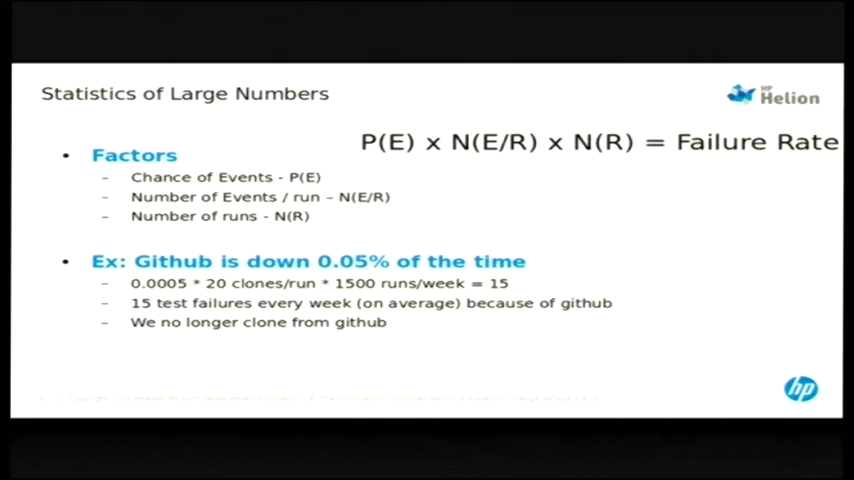 Statistics of Large Numbers
HP
Helion
P(E) x N(E/R) x N(R) = Failure Rate
• Factors
– Chance of Events - P(E)
– Number of Events / run – N(E/R)
– Number of runs - N(R)
• Ex: Github is down 0.05% of the time
– 0.0005 * 20 clones/run * 1500 runs/week = 15
– 15 test failures every week (on average) because of github
– We no longer clone from github
hp